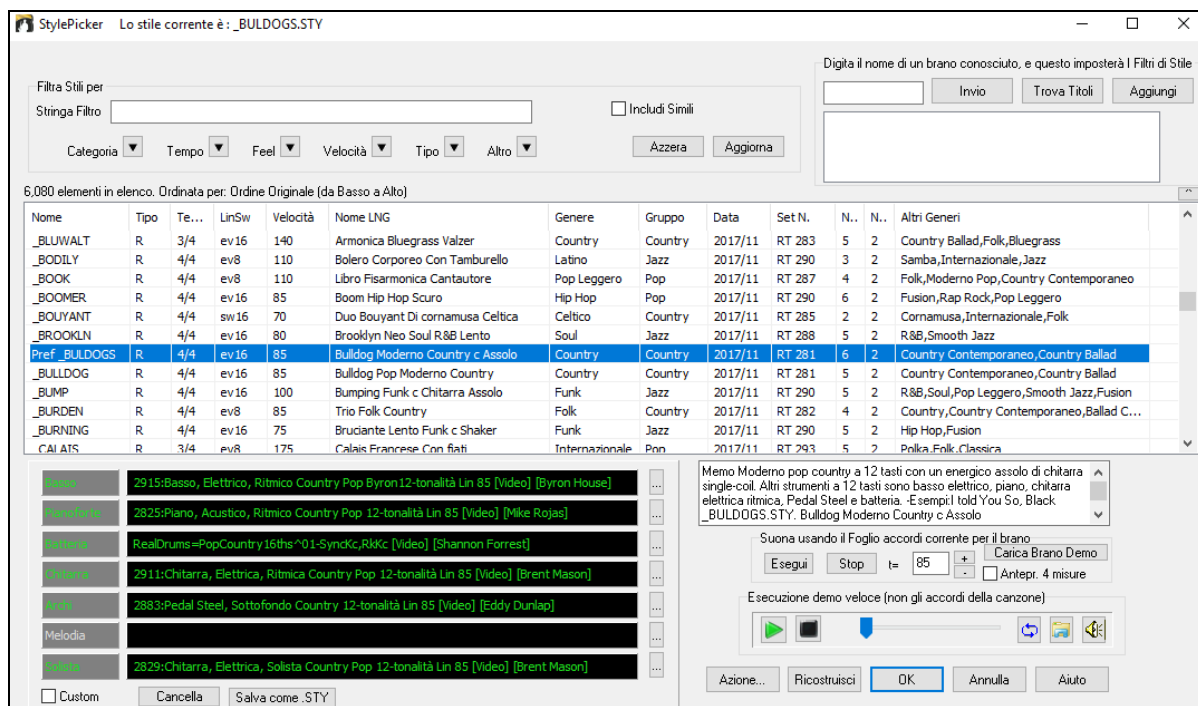 StylePicker Lo stile corrente è : _BULDOGS.STY
Digita il nome di un brano conosciuto, e questo imposterà I Filtri di Stile
Invio Trova Titoli Aggiungi
Filtra Stili per
Stringa Filtro Includi Simili
Categoria Tempo Feel Velocità Tipo Altro Azzera Aggiorna
6,080 elementi in elenco. Ordinata per: Ordine Originale (da Basso a Alto)
Nome Tipo Te... LinSw Velocità Nome LNG Genere Gruppo Data Set N. N.. N.. Altri Generi
_BLUWALT R 3/4 ev16 140 Armonica Bluegrass Valzer Country Country 2017/11 RT 283 5 2 Country Ballad,Folk,Bluegrass
_BODILY R 4/4 ev8 110 Bolero Corporeo Con Tamburello Latino Jazz 2017/11 RT 290 3 2 Samba,Internazionale,Jazz
_BOOK R 4/4 ev8 110 Libro Fisarmonica Cantautore Pop Leggero Pop 2017/11 RT 287 4 2 Folk,Moderno Pop,Country Contemporaneo
_BOOMER R 4/4 ev16 85 Boom Hip Hop Scuro Hip Hop Pop 2017/11 RT 290 6 2 Fusion,Rap Rock,Pop Leggero
_BOUYANT R 4/4 sw16 70 Duo Bouyant Di cornamusa Celtica Celtico Country 2017/11 RT 285 2 2 Cornamusa,Internazionale,Folk
_BROOKLN R 4/4 ev16 80 Brooklyn Neo Soul R&B Lento Soul Jazz 2017/11 RT 288 5 2 R&B,Smooth Jazz
Pref _BULDOGS R 4/4 ev16 85 Bulldog Moderno Country c Assolo Country Country 2017/11 RT 281 6 2 Country Contemporaneo,Country Ballad
_BULLDOG R 4/4 ev16 85 Bulldog Pop Moderno Country Country Country 2017/11 RT 281 5 2 Country Contemporaneo,Country Ballad
_BUMP R 4/4 ev16 100 Bumping Funk c Chitarra Assolo Funk Jazz 2017/11 RT 290 5 2 R&B,Soul,Pop Leggero,Smooth Jazz,Fusion
_BURDEN R 4/4 ev8 85 Trio Folk Country Folk Country 2017/11 RT 282 4 2 Country,Country Contemporaneo,Ballad C...
_BURNING R 4/4 ev16 75 Bruciante Lento Funk c Shaker Funk Jazz 2017/11 RT 290 5 2 Hip Hop,Fusion
_CALAIS R 3/4 ev8 175 Calais Francese Con fiati Internazionale Pop 2017/11 RT 293 5 2 Polka,Folk,Classica
Basso 2915:Basso, Elettrico, Ritmico Country Pop Byron12-tonalità Lin 85 [Video] [Byron House] ...
Pianoforte 2825:Piano, Acustico, Ritmico Country Pop 12-tonalità Lin 85 [Video] [Mike Rojas] ...
Batteria RealDrums=PopCountry16ths^01-SyncKc,RkKc [Video] [Shannon Forrest] ...
Chitarra 2911:Chitarra, Elettrica, Ritmica Country Pop 12-tonalità Lin 85 [Video] [Brent Mason] ...
Archi 2883:Pedal Steel, Sottofondo Country 12-tonalità Lin 85 [Video] [Eddy Dunlap] ...
Melodia ...
Solista 2829:Chitarra, Elettrica, Solista Country Pop 12-tonalità Lin 85 [Video] [Brent Mason] ...
Custom Cancella Salva come .STY
Memo Moderno pop country a 12 tasti con un energico assolo di chitarra
single-coil. Altri strumenti a 12 tasti sono basso elettrico, piano, chitarra
elettrica ritmica, Pedal Steel e batteria. -Esempi:I told You So, Black
_BULDOGS.STY. Bulldog Moderno Country c Assolo
Suona usando il Foglio accordi corrente per il brano
Esegui Stop t= 85 + - Carica Brano Demo
Antepr. 4 misure
Esecuzione demo veloce (non gli accordi della canzone)
Azione... Ricostruisci OK Annulla Aiuto